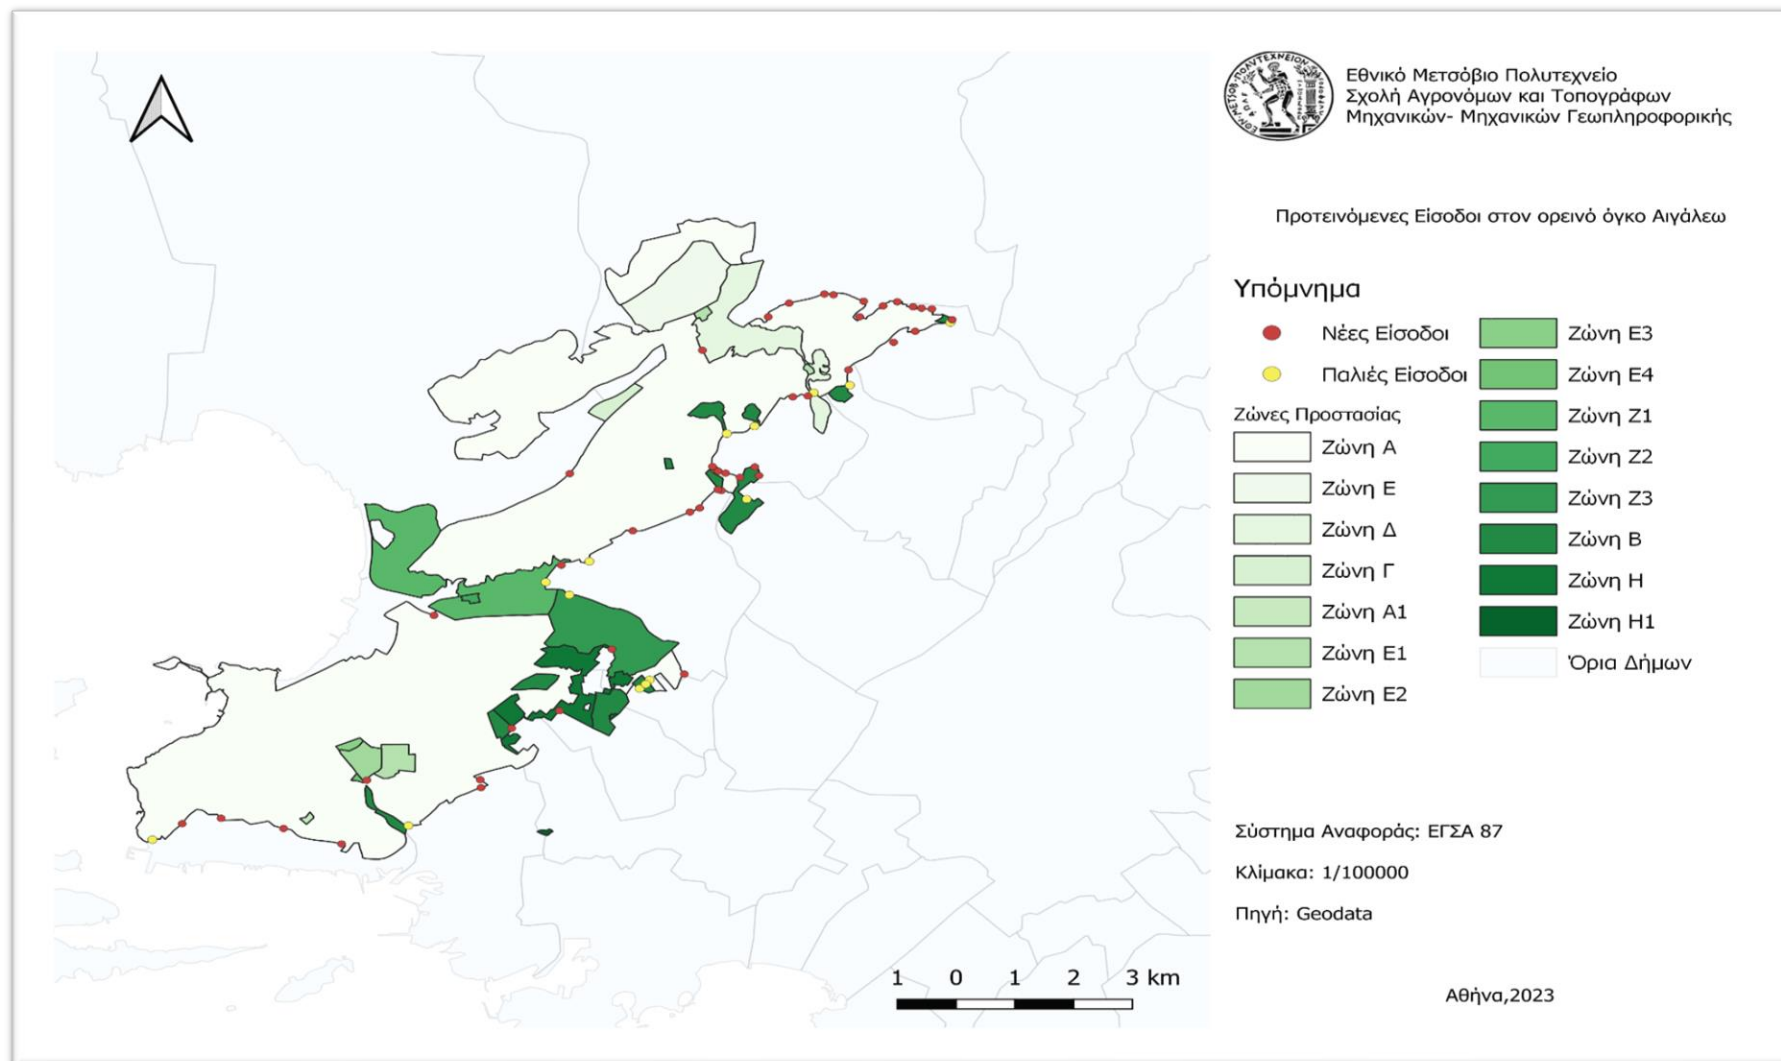 Εθνικό Μετσόβιο Πολυτεχνείο
Σχολή Αγρονόμων και Τοπογράφων
Μηχανικών- Μηχανικών Γεωπληροφορικής
Προτεινόμενες Είσοδοι στον ορεινό όγκο Αιγάλεω
Υπόμνημα
Νέες Είσοδοι
Παλιές Είσοδοι
Ζώνες Προστασίας
Ζώνη Α
Ζώνη Ε
Ζώνη Δ
Ζώνη Γ
Ζώνη Α1
Ζώνη Ε1
Ζώνη Ε2
Ζώνη Ε3
Ζώνη Ε4
Ζώνη Ζ1
Ζώνη Ζ2
Ζώνη Ζ3
Ζώνη Β
Ζώνη Η
Ζώνη Η1
Όρια Δήμων
Σύστημα Αναφοράς: ΕΓΣΑ 87
Κλίμακα: 1/100000
Πηγή: Geodata
1 0 1 2 3 km
Αθήνα,2023